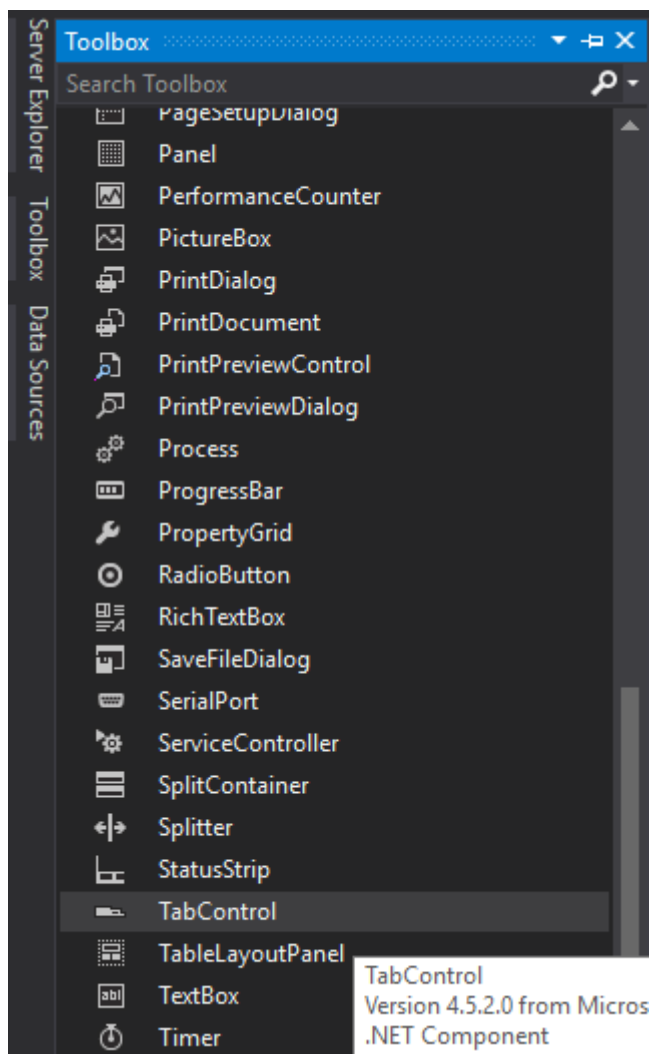 Server Explorer
Toolbox
Data Sources
Toolbox
Search Toolbox
PageSetupDialog
Panel
PerformanceCounter
PictureBox
PrintDialog
PrintDocument
PrintPreviewControl
PrintPreviewDialog
Process
ProgressBar
PropertyGrid
RadioButton
RichTextBox
SaveFileDialog
SerialPort
ServiceController
SplitContainer
Splitter
StatusStrip
TabControl
TableLayoutPanel
abl TextBox
Timer
TabControl
Version 4.5.2.0 from Micros
.NET Component